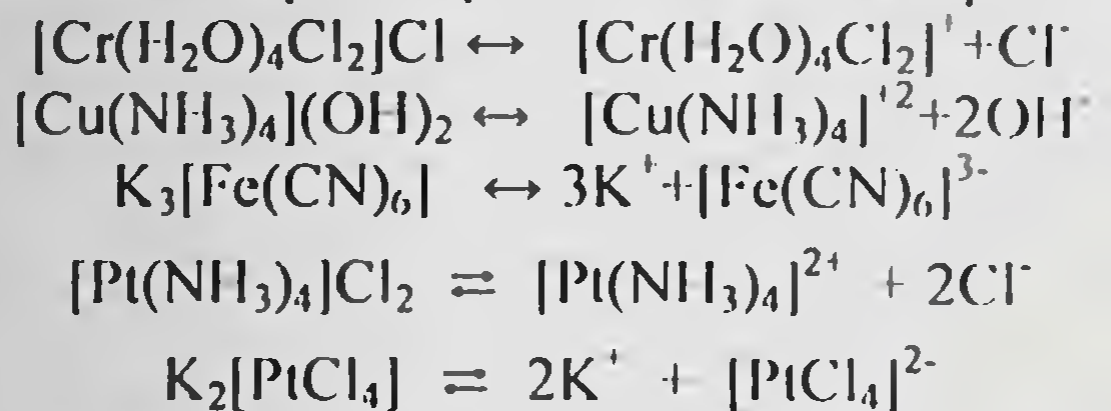 [Cr(H₂O)₄Cl₂]Cl ↔ [Cr(H₂O)₄Cl₂]⁺+Cl⁻
[Cu(NH₃)₄](OH)₂ ↔ [Cu(NH₃)₄]⁺²+2OH⁻
K₃[Fe(CN)₆] ↔ 3K⁺+[Fe(CN)₆]³⁻
[Pt(NH₃)₄]Cl₂ ⇌ [Pt(NH₃)₄]²⁺ + 2Cl⁻
K₂[PtCl₄] ⇌ 2K⁺ + [PtCl₄]²⁻